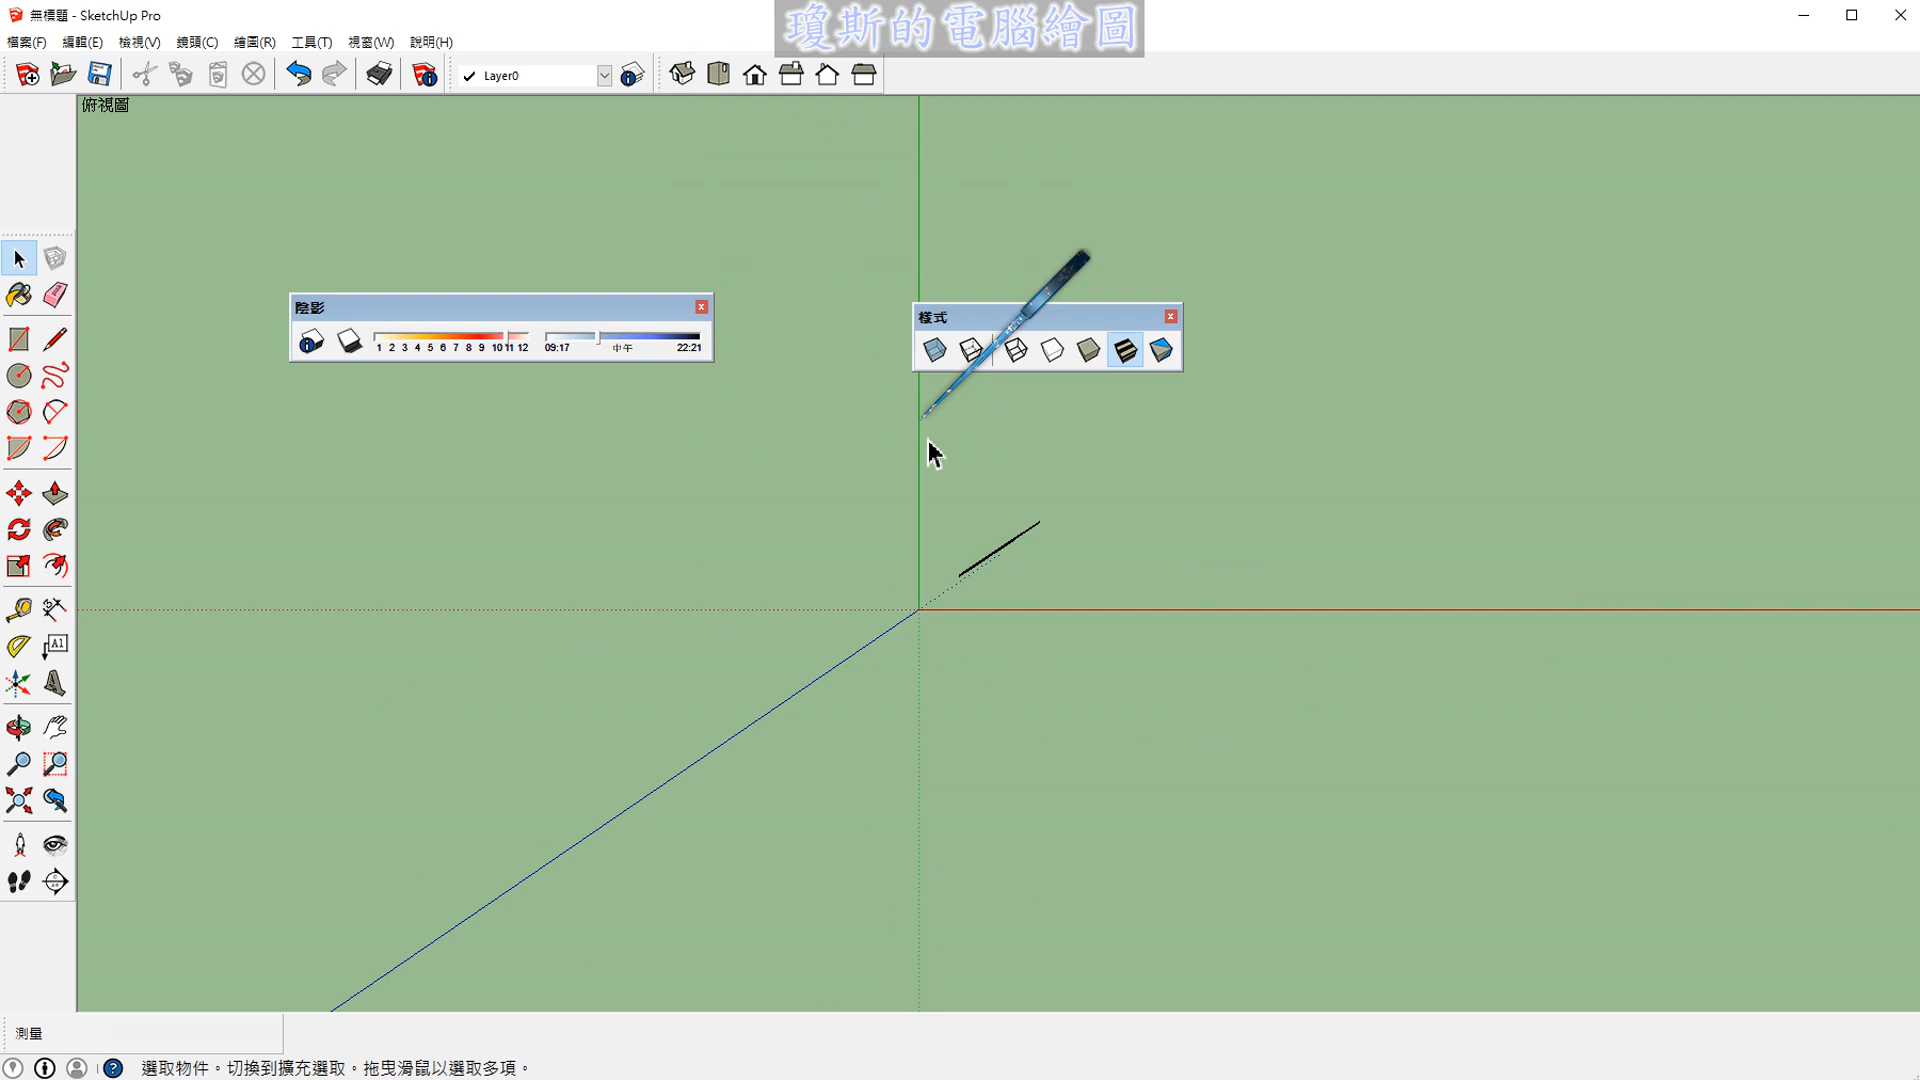 無標題 - SketchUp Pro
瓊斯的電腦繪圖
檔案(F) 編輯(E) 檢視(V) 鏡頭(C) 繪圖(R) 工具(T) 視窗(W) 說明(H)
Layer0
俯視圖
陰影
1 2 3 4 5 6 7 8 9 10 11 12 09:17 中午 22:21
樣式
A1
測量
選取物件。切換到擴充選取。拖曳滑鼠以選取多項。